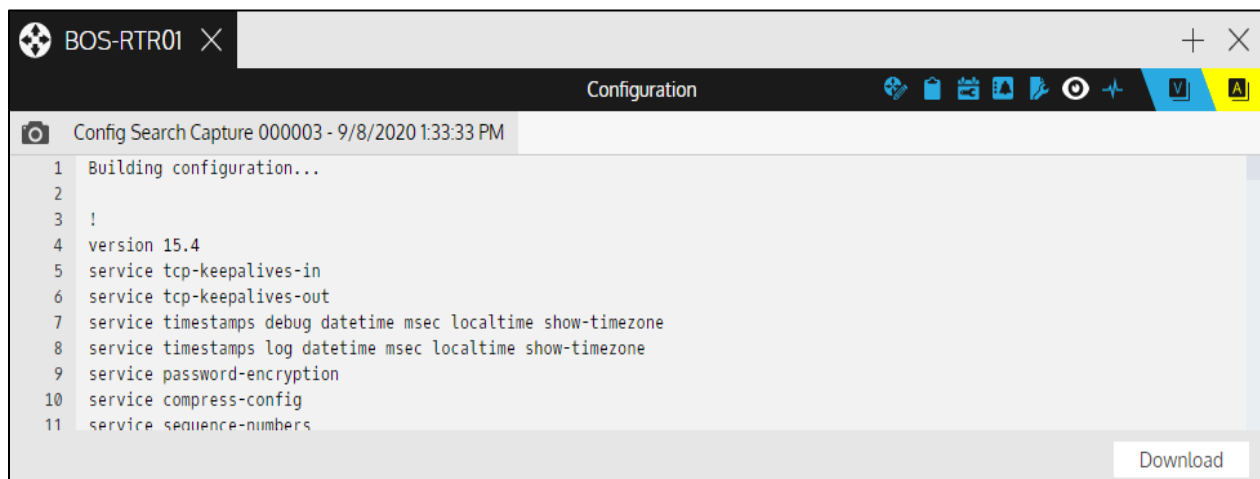 BOS-RTR01
Configuration
V
A
Config Search Capture 000003 - 9/8/2020 1:33:33 PM
1 Building configuration...
2
3 !
4 version 15.4
5 service tcp-keepalives-in
6 service tcp-keepalives-out
7 service timestamps debug datetime msec localtime show-timezone
8 service timestamps log datetime msec localtime show-timezone
9 service password-encryption
10 service compress-config
11 service sequence-numbers
Download